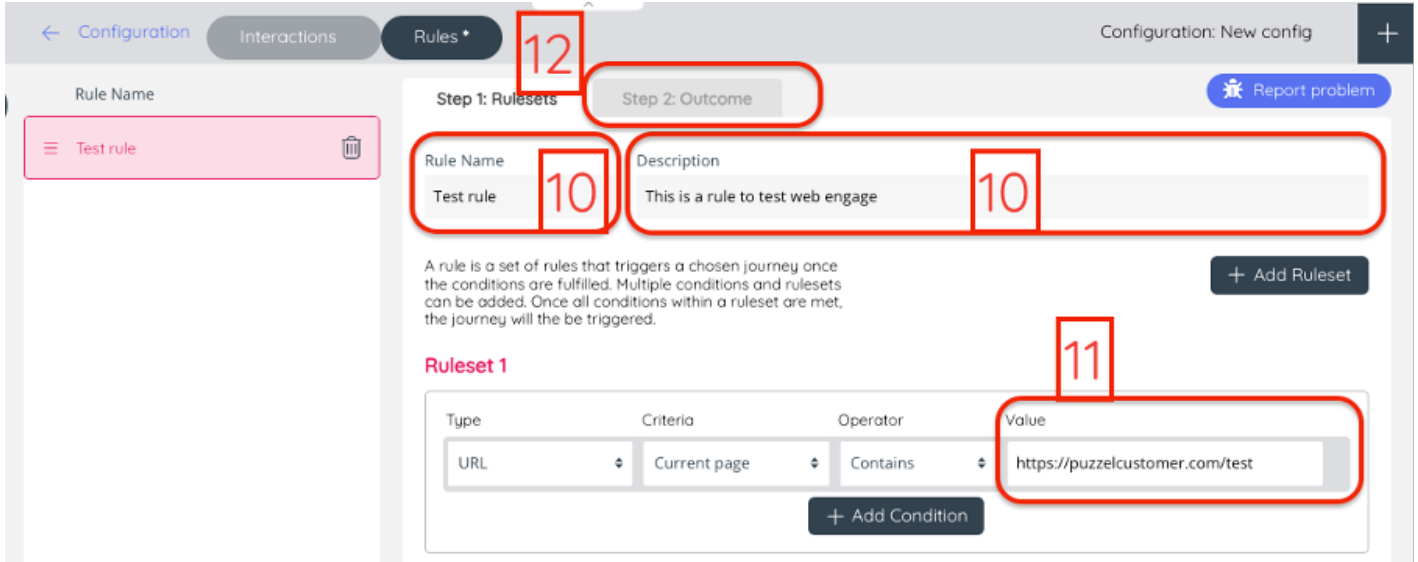 Configuration Interactions Rules * Configuration: New config +
12
Rule Name
Step 1: Rulesets Step 2: Outcome Report problem
Test rule
Rule Name Description
10 10
Test rule This is a rule to test web engage
A rule is a set of rules that triggers a chosen journey once
the conditions are fulfilled. Multiple conditions and rulesets
can be added. Once all conditions within a ruleset are met,
the journey will the be triggered.
+ Add Ruleset
Ruleset 1
11
Type Criteria Operator Value
URL Current page Contains https://puzzelcustomer.com/test
+ Add Condition